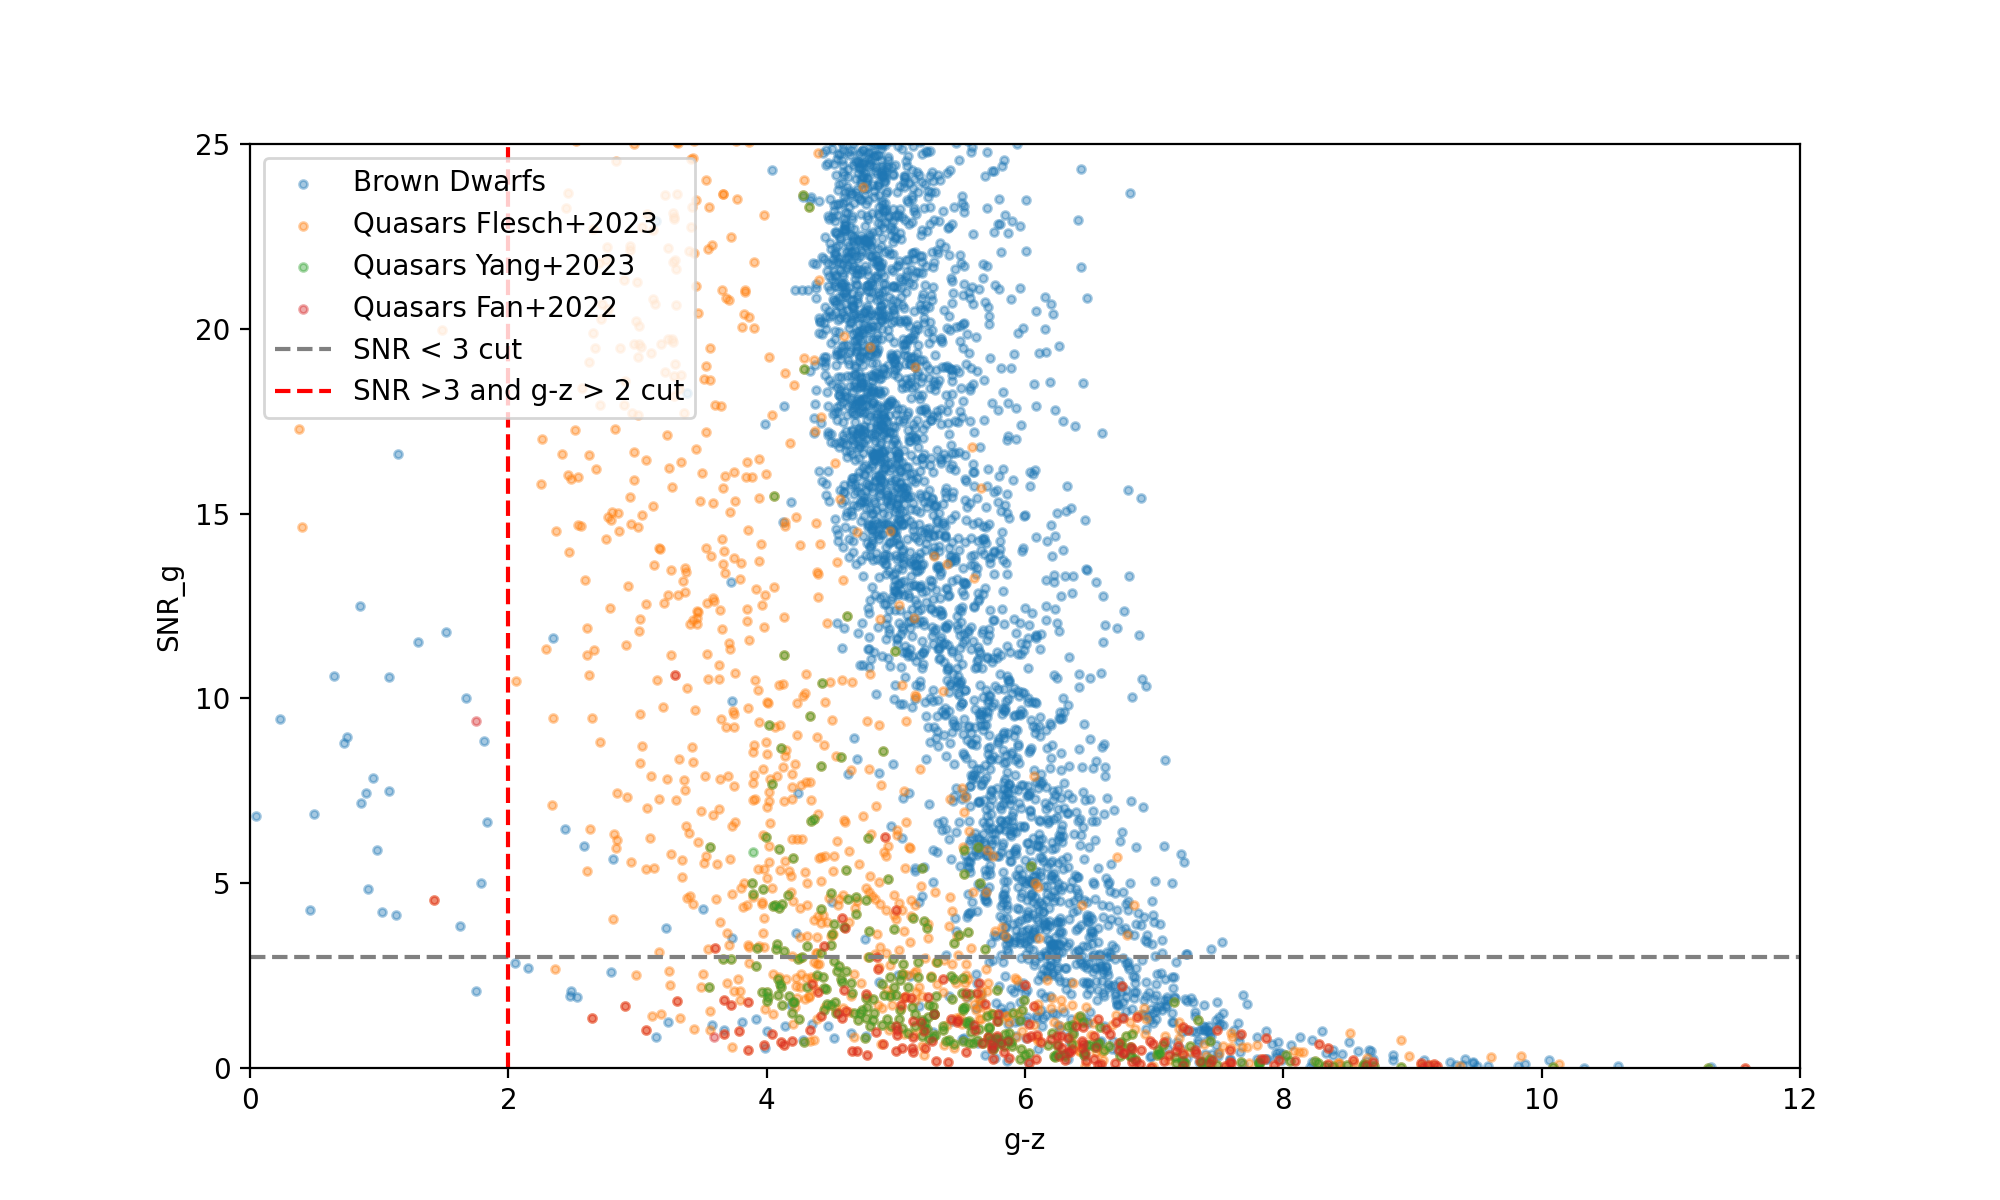 25
20
15
10
5
0
SNR_g
Brown Dwarfs
Quasars Flesch+2023
Quasars Yang+2023
Quasars Fan+2022
SNR < 3 cut
SNR >3 and g-z > 2 cut
0 2 4 6 8 10 12
g-z